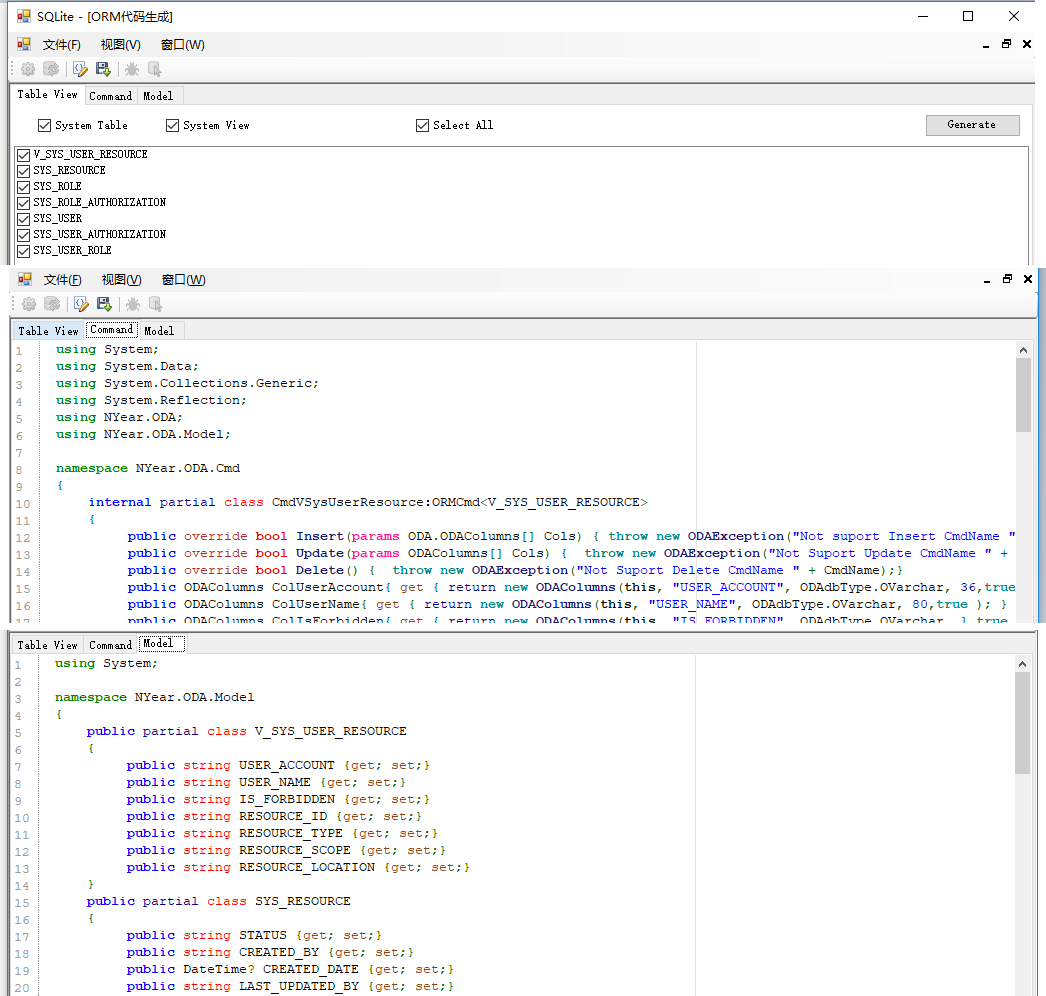 SQLite - [ORM代码生成]
文件(F) 视图(V) 窗口(W)
Table View Command Model
System Table System View Select All Generate
V_SYS_USER_RESOURCE
SYS_RESOURCE
SYS_ROLE
SYS_ROLE_AUTHORIZATION
SYS_USER
SYS_USER_AUTHORIZATION
SYS_USER_ROLE
文件(F) 视图(V) 窗口(W)
Table View Command Model
1 using System;
2 using System.Data;
3 using System.Collections.Generic;
4 using System.Reflection;
5 using NYear.ODA;
6 using NYear.ODA.Model;
7
8 namespace NYear.ODA.Cmd
9 {
10 internal partial class CmdVSysUserResource:ORMCmd<V_SYS_USER_RESOURCE>
11 {
12 public override bool Insert(params ODA.ODAColumns[] Cols) { throw new ODAException("Not suport Insert CmdName "
13 public override bool Update(params ODAColumns[] Cols) {  throw new ODAException("Not Suport Update CmdName " +
14 public override bool Delete() {  throw new ODAException("Not Suport Delete CmdName " + CmdName);}
15 public ODAColumns ColUserAccount{ get { return new ODAColumns(this, "USER_ACCOUNT", ODAdbType.OVarchar, 36,true
16 public ODAColumns ColUserName{ get { return new ODAColumns(this, "USER_NAME", ODAdbType.OVarchar, 80,true ); }
17 public ODAColumns ColIsForbidden{ get { return new ODAColumns(this, "IS_FORBIDDEN", ODAdbType.OVarchar, 1,true
Table View Command Model
1 using System;
2
3 namespace NYear.ODA.Model
4 {
5 public partial class V_SYS_USER_RESOURCE
6 {
7 public string USER_ACCOUNT {get; set;}
8 public string USER_NAME {get; set;}
9 public string IS_FORBIDDEN {get; set;}
10 public string RESOURCE_ID {get; set;}
11 public string RESOURCE_TYPE {get; set;}
12 public string RESOURCE_SCOPE {get; set;}
13 public string RESOURCE_LOCATION {get; set;}
14 }
15 public partial class SYS_RESOURCE
16 {
17 public string STATUS {get; set;}
18 public string CREATED_BY {get; set;}
19 public DateTime? CREATED_DATE {get; set;}
20 public string LAST_UPDATED_BY {get; set;}